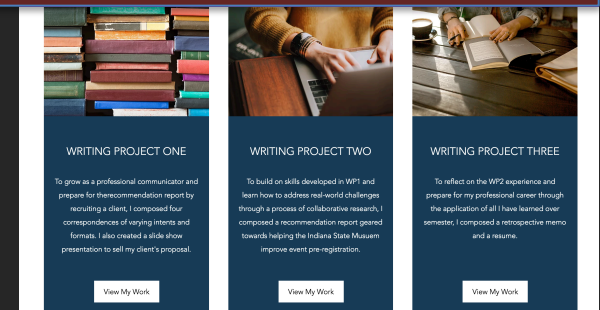 WRITING PROJECT ONE
To grow as a professional communicator and
prepare for therecommendation report by
recruiting a client, I composed four
correspondences of varying intents and
formats. I also created a slide show
presentation to sell my client's proposal.
View My Work
WRITING PROJECT TWO
To build on skills developed in WP1 and
learn how to address real-world challenges
through a process of collaborative research, I
composed a recommendation report geared
towards helping the Indiana State Musuem
improve event pre-registration.
View My Work
WRITING PROJECT THREE
To reflect on the WP2 experience and
prepare for my professional career through
the application of all I have learned over
semester, I composed a retrospective memo
and a resume.
View My Work